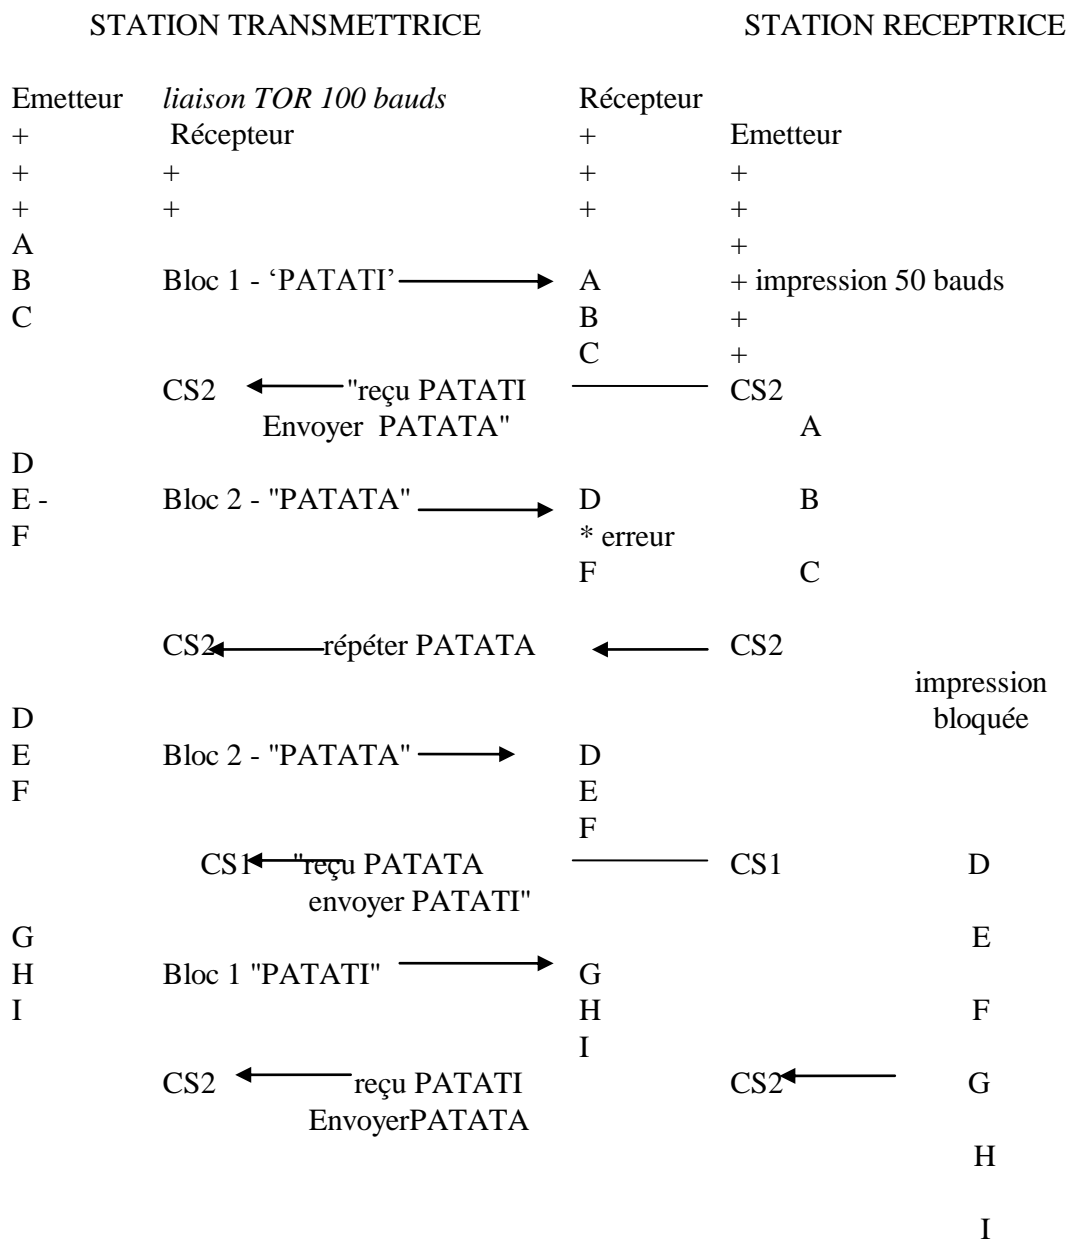 STATION TRANSMETTRICE STATION RECEPTRICE
Emetteur liaison TOR 100 bauds Récepteur
+ Récepteur + Emetteur
+ + + +
+ + + +
A +
B Bloc 1 - ‘PATATI’ A + impression 50 bauds
C B +
C +
CS2 "reçu PATATI CS2
Envoyer PATATA" A
D
E - Bloc 2 - "PATATA" D B
F * erreur
F C
CS2 répéter PATATA CS2
impression
D bloquée
E Bloc 2 - "PATATA" D
F E
F
CS1 "reçu PATATA CS1 D
envoyer PATATI"
G E
H Bloc 1 "PATATI" G
I H F
I
CS2 reçu PATATI CS2 G
EnvoyerPATATA
H
I